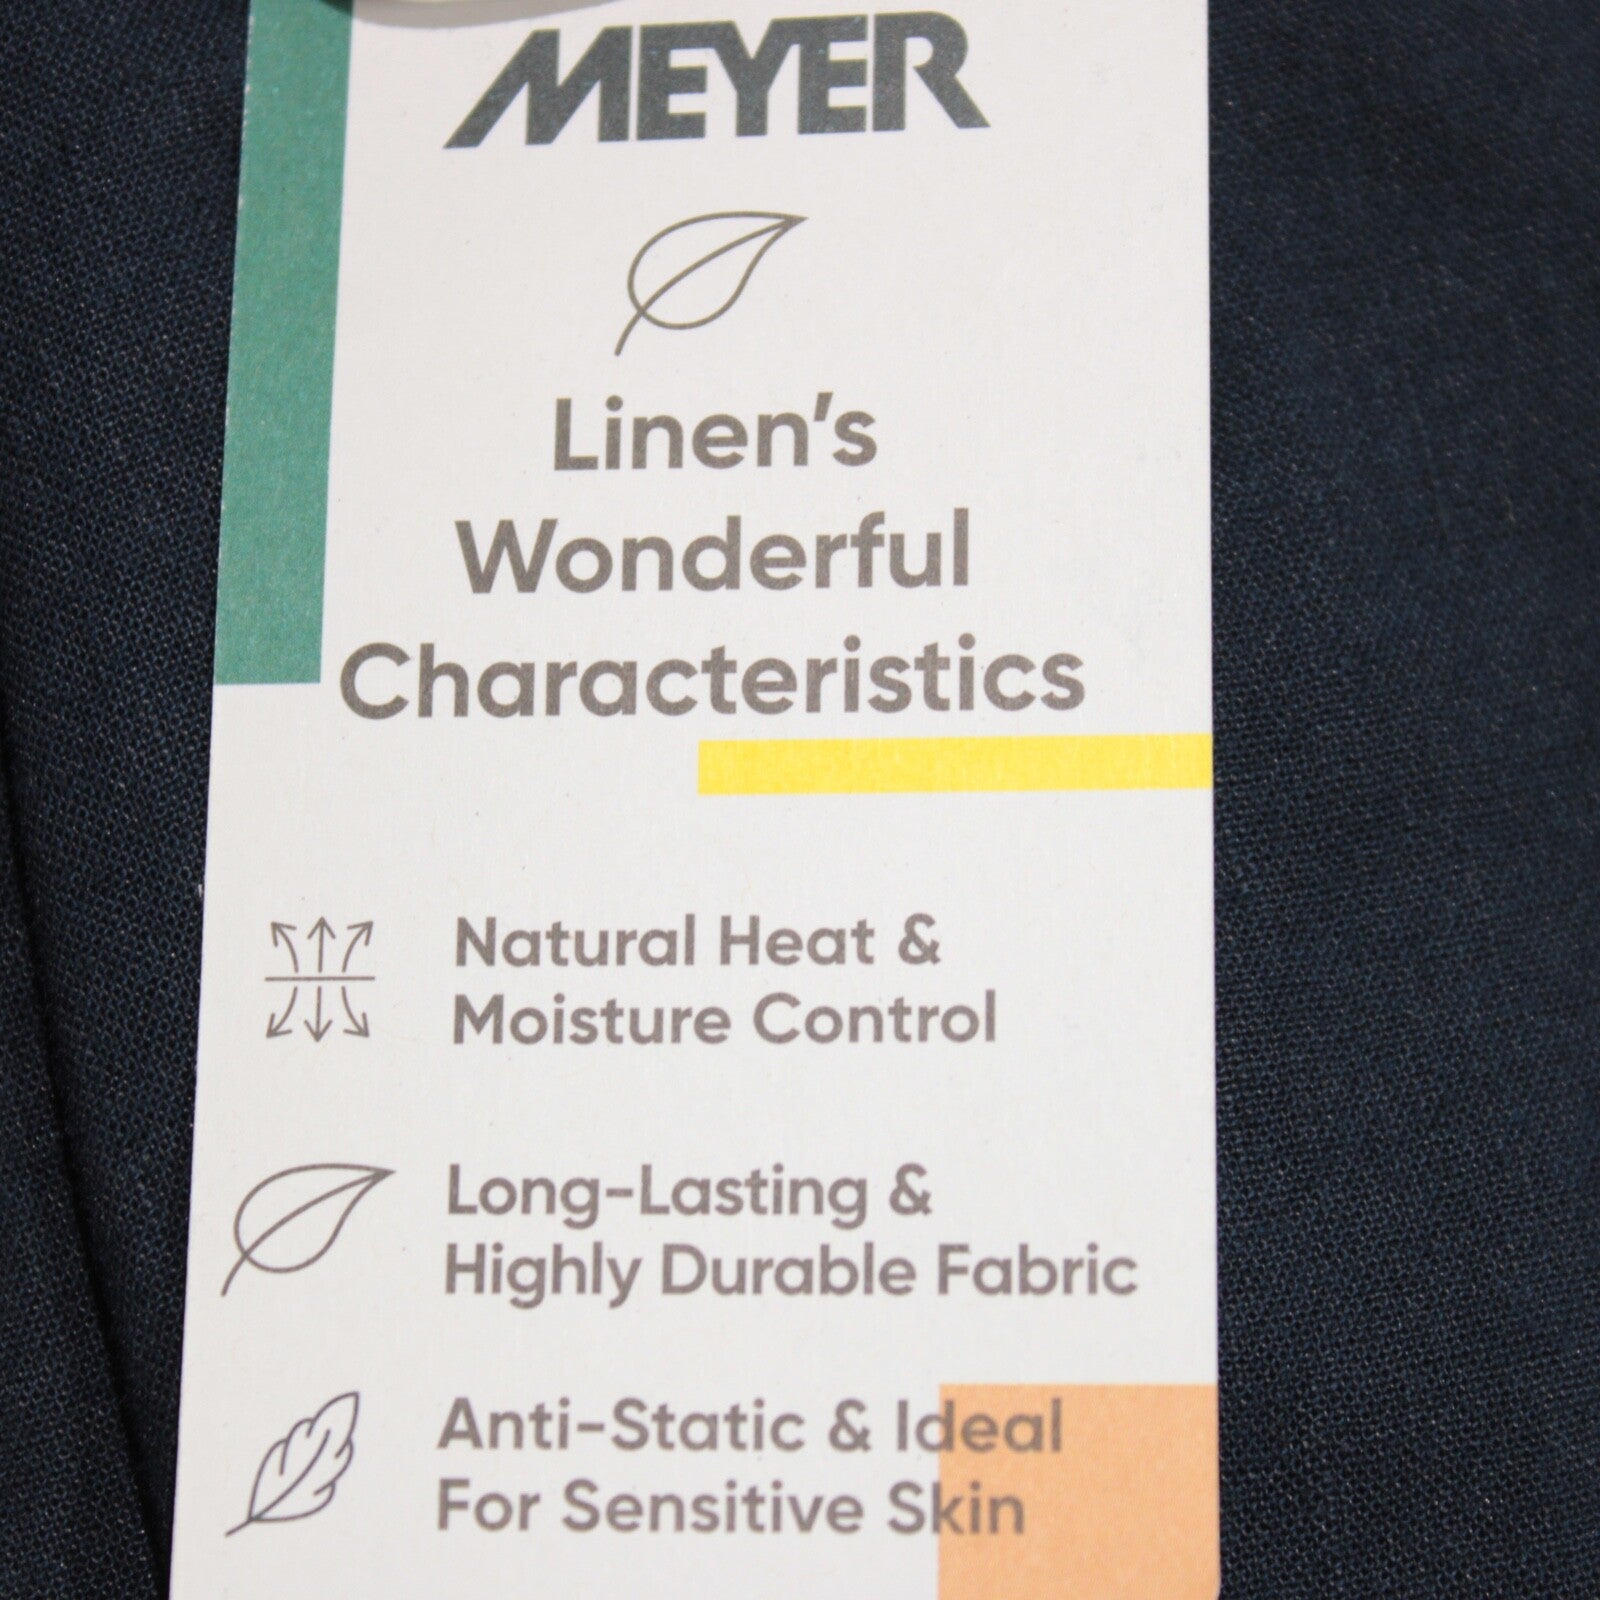 MEYER
Linen’s
Wonderful
Characteristics
Natural Heat &
Moisture Control
Long-Lasting &
Highly Durable Fabric
Anti-Static & Ideal
For Sensitive Skin